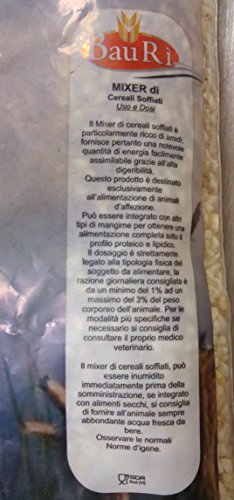 BauRì
MIXER di
Cereali Soffiati
Uso e Dosi
Il Mixer di cereali soffiati è
particolarmente ricco di amidi,
fornisce pertanto una notevole
quantità di energia facilmente
assimilabile grazie all'alta
digeribilità.
Questo prodotto è destinato
esclusivamente
all'alimentazione di animali
d'affezione.
Può essere integrato con altri
tipi di mangime per ottenere una
alimentazione completa sotto il
profilo proteico e lipidico.
Il dosaggio è strettamente
legato alla tipologia fisica del
soggetto da alimentare, la
razione giornaliera consigliata è
da un minimo del 1% ad un
massimo del 3% del peso
corporeo dell'animale. Per le
modalità più specifiche se
necessario si consiglia di
consultare il proprio medico
veterinario.
Il mixer di cereali soffiati, può
essere inumidito
immediatamente prima della
somministrazione, se integrato
con alimenti secchi, si consiglia
di fornire all'animale sempre
abbondante acqua fresca da
bere.
Osservare le normali
Norme d'igene.